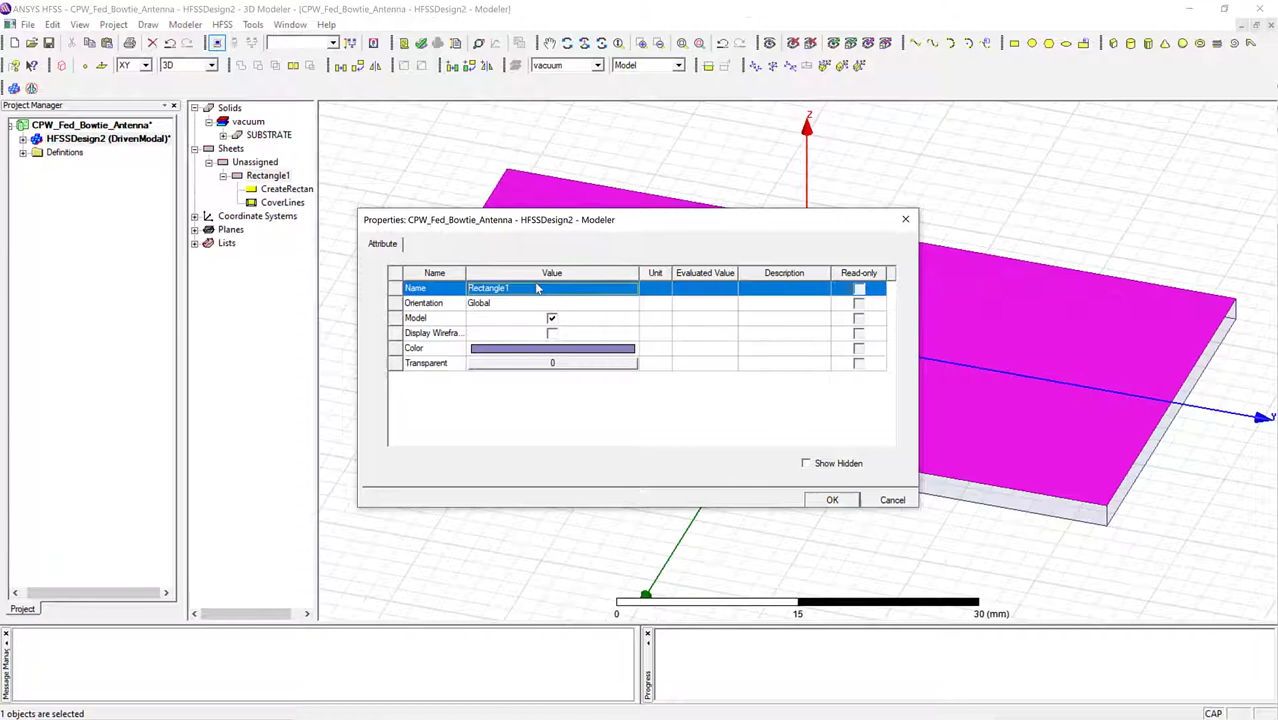 ANSYS HFSS - CPW_Fed_Bowtie_Antenna - HFSSDesign2 - 3D Modeler - [CPW_Fed_Bowtie_Antenna - HFSSDesign2 - Modeler]
File Edit View Project Draw Modeler HFSS Tools Window Help
XY 3D vacuum Model
Project Manager
CPW_Fed_Bowtie_Antenna*
HFSSDesign2 (DrivenModal)*
Definitions
Project
Solids
vacuum
SUBSTRATE
Sheets
Unassigned
Rectangle1
CreateRectan
CoverLines
Coordinate Systems
Planes
Lists
z
Properties: CPW_Fed_Bowtie_Antenna - HFSSDesign2 - Modeler
Attribute
Name Value Unit Evaluated Value Description Read-only
Name Rectangle1
Orientation Global
Model
Display Wirefra...
Color
Transparent 0
Show Hidden
OK Cancel
0 15 30 (mm)
Message Mana
Progress
1 objects are selected
CAP